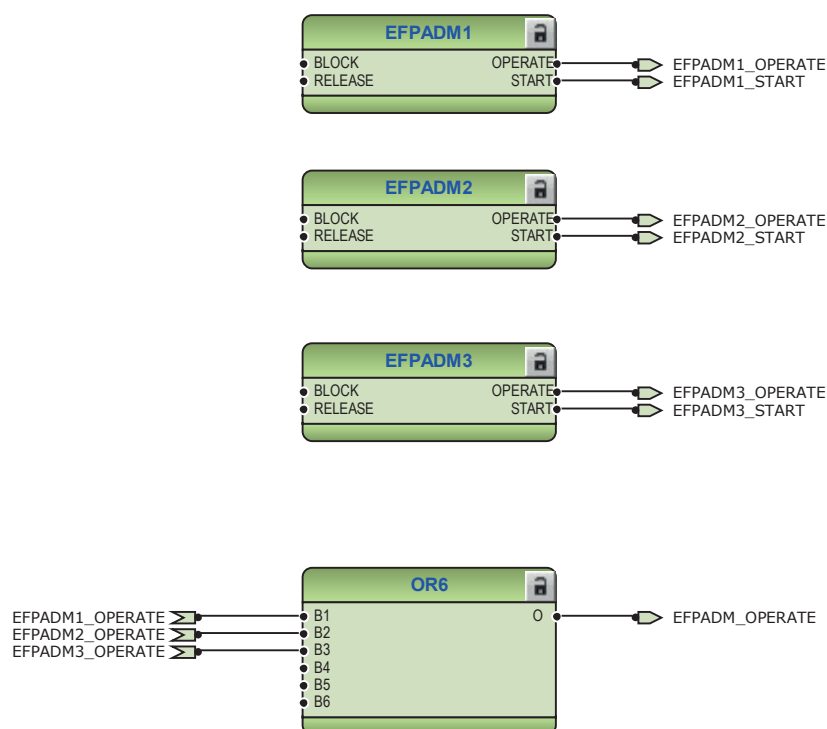 EFPADM1
BLOCK OPERATE EFPADM1_OPERATE
RELEASE START EFPADM1_START
EFPADM2
BLOCK OPERATE EFPADM2_OPERATE
RELEASE START EFPADM2_START
EFPADM3
BLOCK OPERATE EFPADM3_OPERATE
RELEASE START EFPADM3_START
OR6
EFPADM1_OPERATE B1 O EFPADM_OPERATE
EFPADM2_OPERATE B2
EFPADM3_OPERATE B3
B4
B5
B6